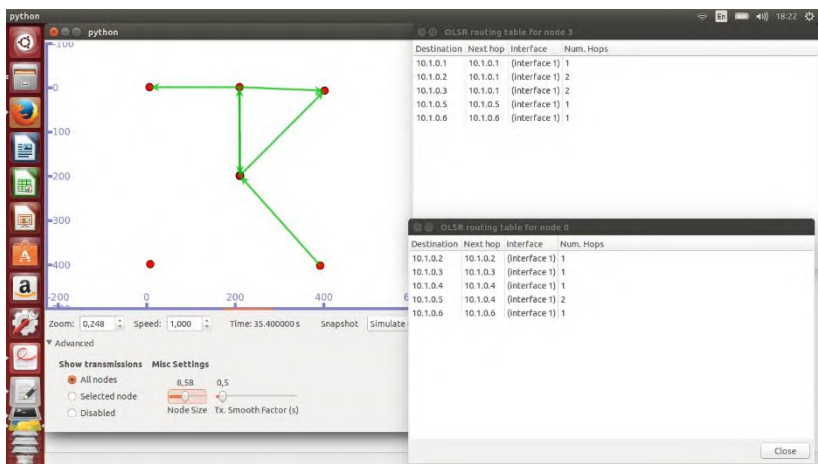 python
En
18:22
python
-100
0
100
200
300
400
-200
0
200
400
6
Zoom: 0,248 Speed: 1,000 Time: 35.400000 s Snapshot Simulate
Advanced
Show transmissions Misc Settings
All nodes
Selected node
Disabled
8,58 0,5
Node Size Tx. Smooth Factor (s)
OLSR routing table for node 3
Destination Next hop Interface Num. Hops
10.1.0.1 10.1.0.1 (interface 1) 1
10.1.0.2 10.1.0.1 (interface 1) 2
10.1.0.3 10.1.0.1 (interface 1) 2
10.1.0.5 10.1.0.5 (interface 1) 1
10.1.0.6 10.1.0.6 (interface 1) 1
OLSR routing table for node 0
Destination Next hop Interface Num. Hops
10.1.0.2 10.1.0.2 (interface 1) 1
10.1.0.3 10.1.0.3 (interface 1) 1
10.1.0.4 10.1.0.4 (interface 1) 1
10.1.0.5 10.1.0.4 (interface 1) 2
10.1.0.6 10.1.0.6 (interface 1) 1
Close